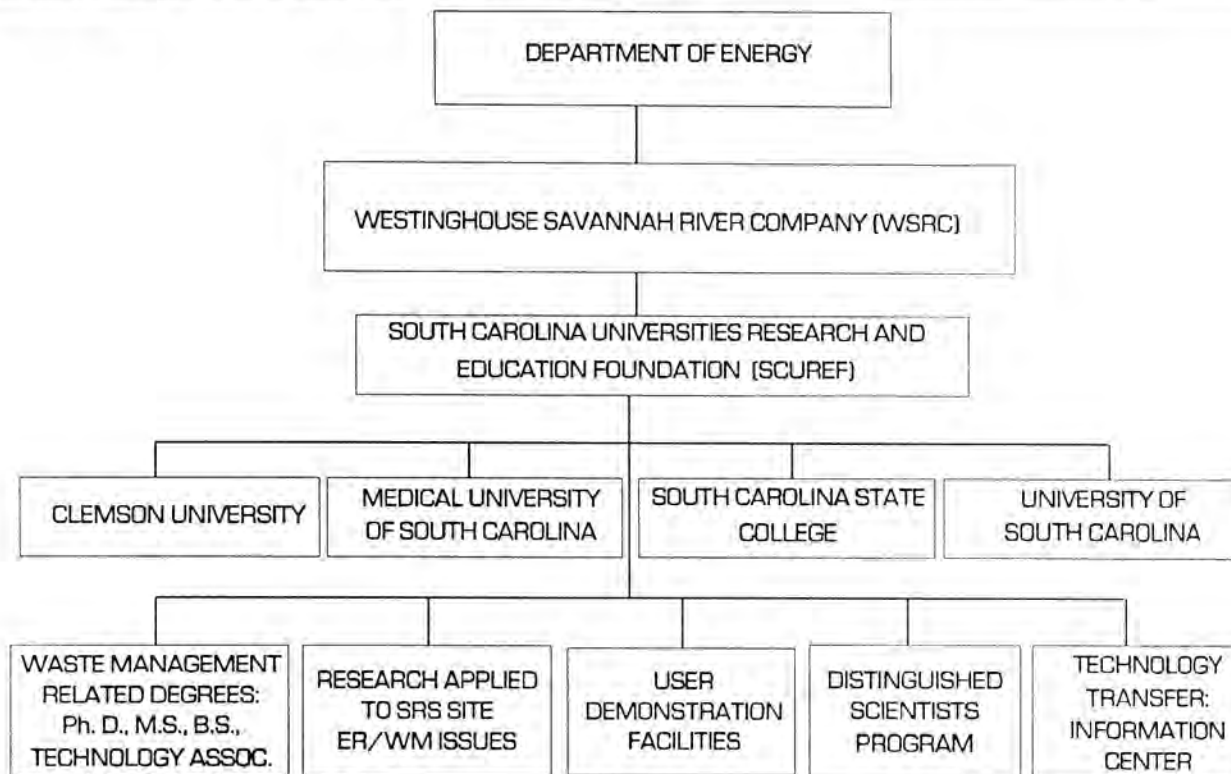 DEPARTMENT OF ENERGY
WESTINGHOUSE SAVANNAH RIVER COMPANY (WSRC)
SOUTH CAROLINA UNIVERSITIES RESEARCH AND
EDUCATION FOUNDATION (SCUREF)
CLEMSON UNIVERSITY
MEDICAL UNIVERSITY
OF SOUTH CAROLINA
SOUTH CAROLINA STATE
COLLEGE
UNIVERSITY OF
SOUTH CAROLINA
WASTE MANAGEMENT
RELATED DEGREES:
Ph. D., M.S., B.S.,
TECHNOLOGY ASSOC.
RESEARCH APPLIED
TO SRS SITE
ER/WM ISSUES
USER
DEMONSTRATION
FACILITIES
DISTINGUISHED
SCIENTISTS
PROGRAM
TECHNOLOGY
TRANSFER:
INFORMATION
CENTER